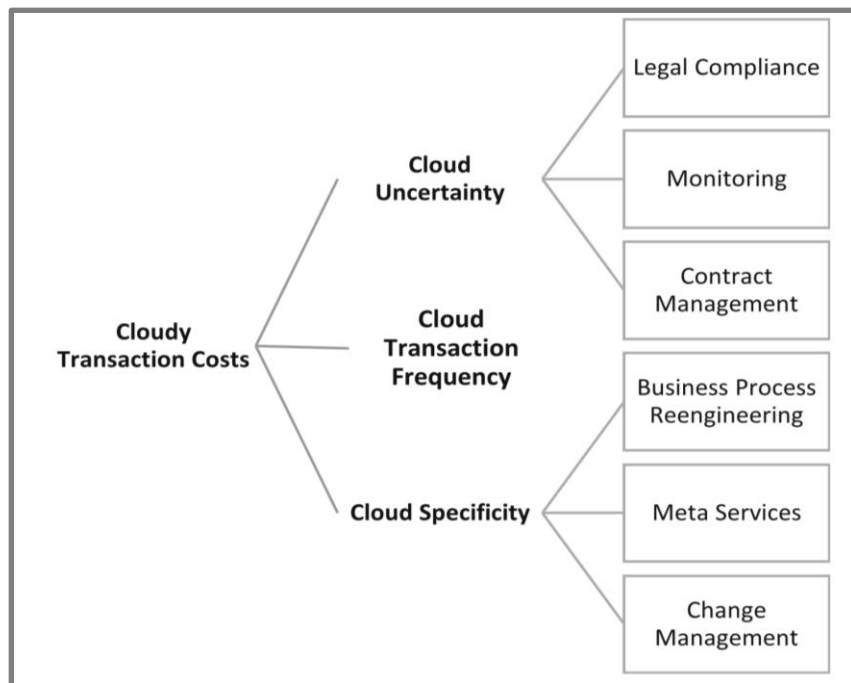 Cloudy
Transaction Costs
Cloud
Uncertainty
Cloud
Transaction
Frequency
Cloud Specificity
Legal Compliance
Monitoring
Contract
Management
Business Process
Reengineering
Meta Services
Change
Management